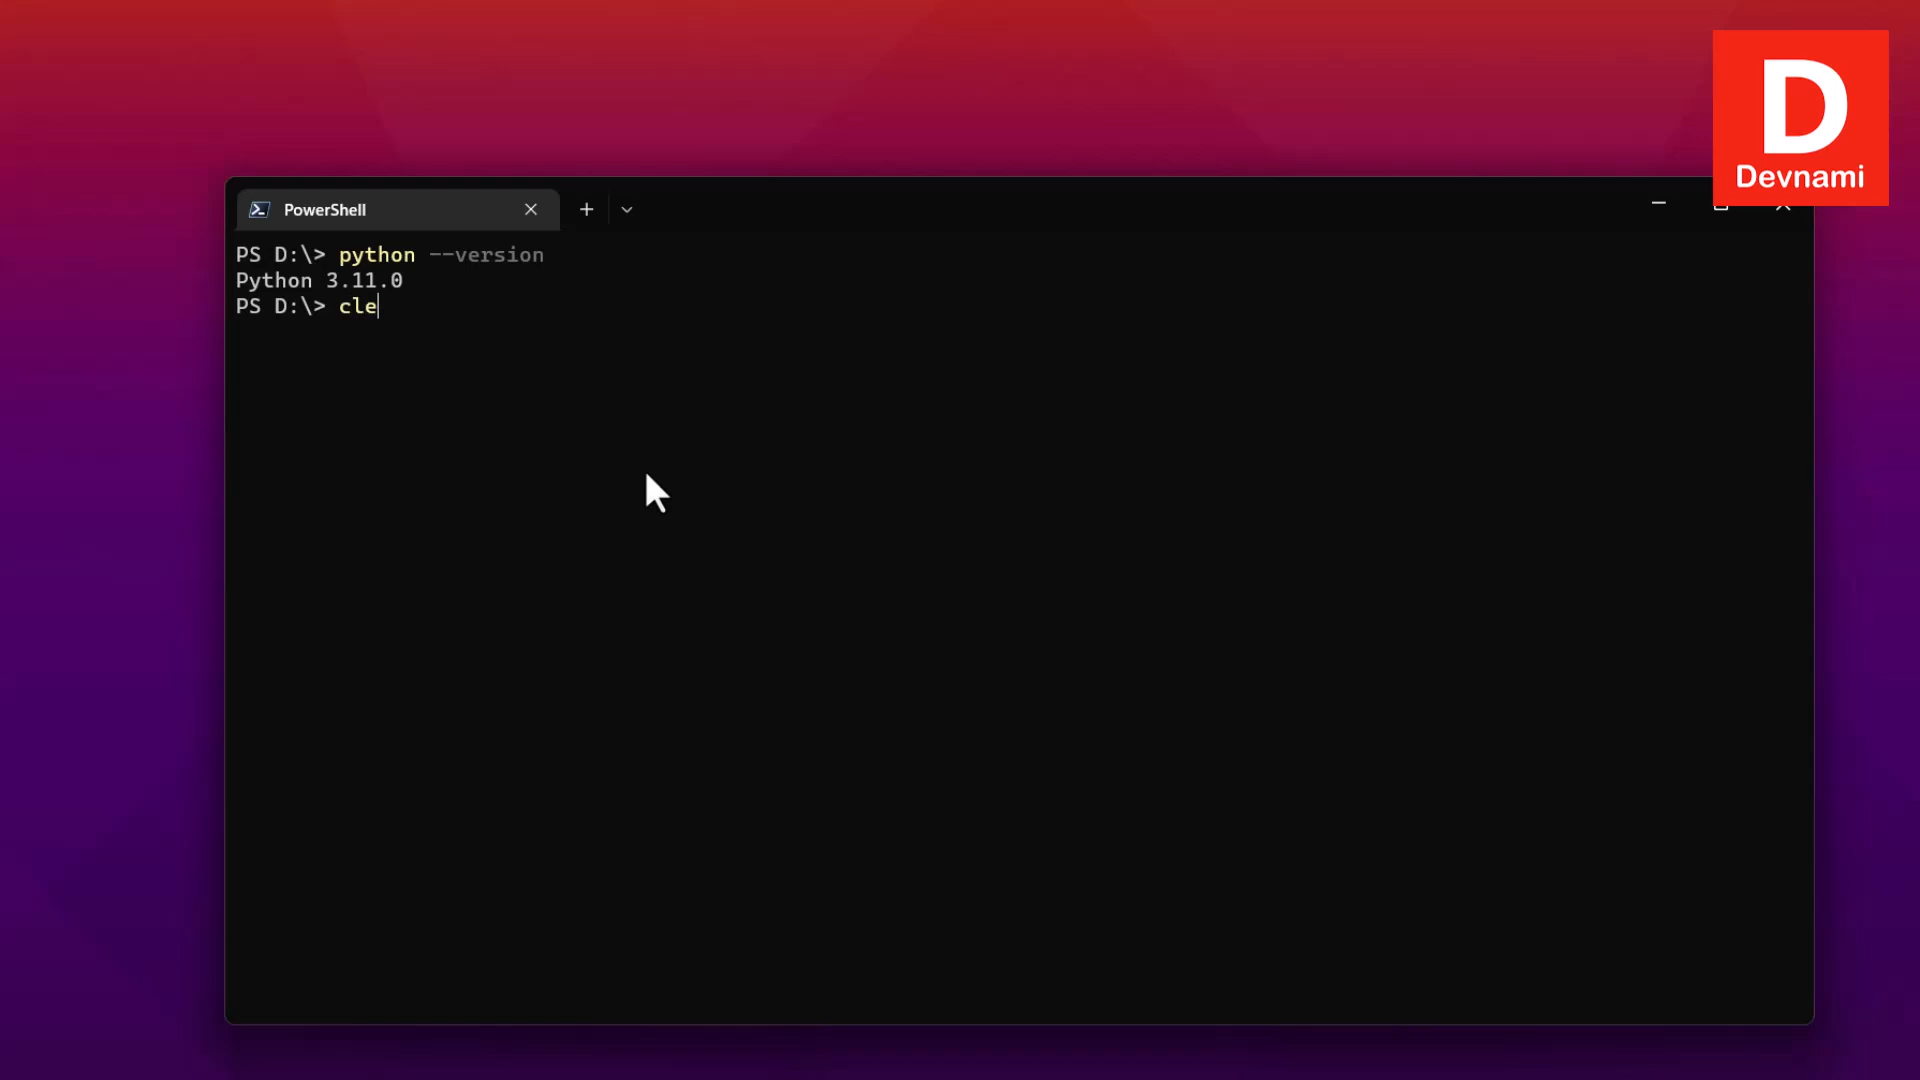 D
Devnami
PowerShell
PS D:\> python --version
Python 3.11.0
PS D:\> cle